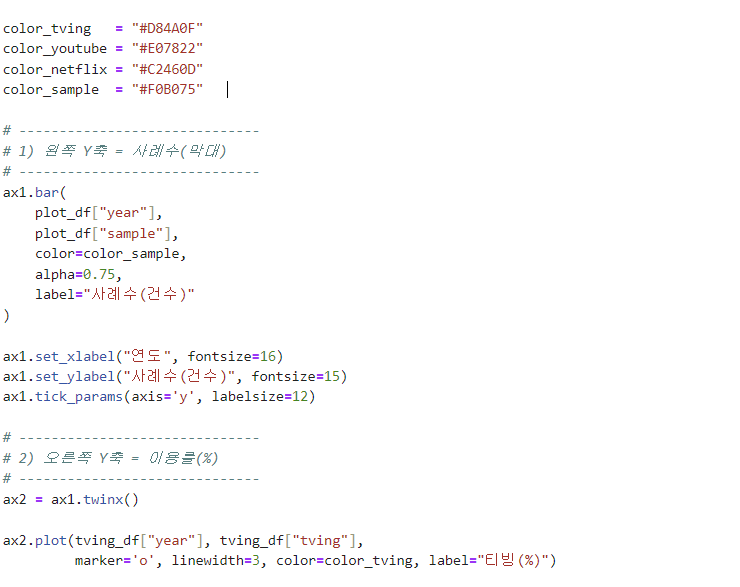 color_tving   = "#D84A0F"
color_youtube = "#E07822"
color_netflix = "#C2460D"
color_sample  = "#F0B075"
# ------------------------------
# 1) 왼쪽 Y축 = 사례수(막대)
# ------------------------------
ax1.bar(
    plot_df["year"],
    plot_df["sample"],
    color=color_sample,
    alpha=0.75,
    label="사례수(건수)"
)
ax1.set_xlabel("연도", fontsize=16)
ax1.set_ylabel("사례수(건수)", fontsize=15)
ax1.tick_params(axis='y', labelsize=12)
# ------------------------------
# 2) 오른쪽 Y축 = 이용률(%)
# ------------------------------
ax2 = ax1.twinx()
ax2.plot(tving_df["year"], tving_df["tving"],
         marker='o', linewidth=3, color=color_tving, label="티빙(%)")